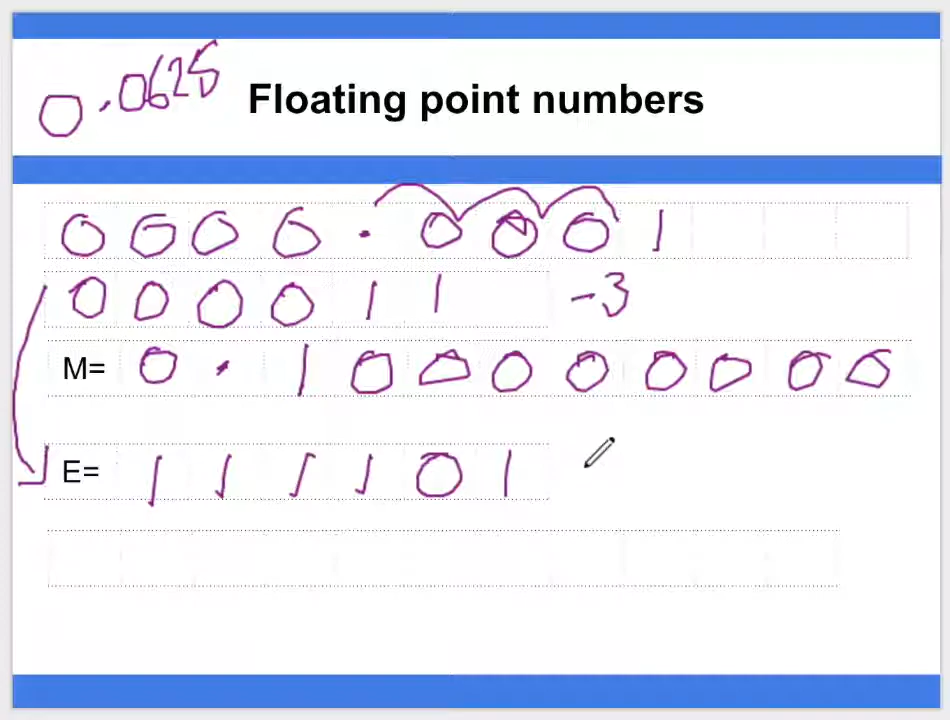 0.0625
Floating point numbers
0000.0001
000011 -3
M= 0.100000000
E= 111101